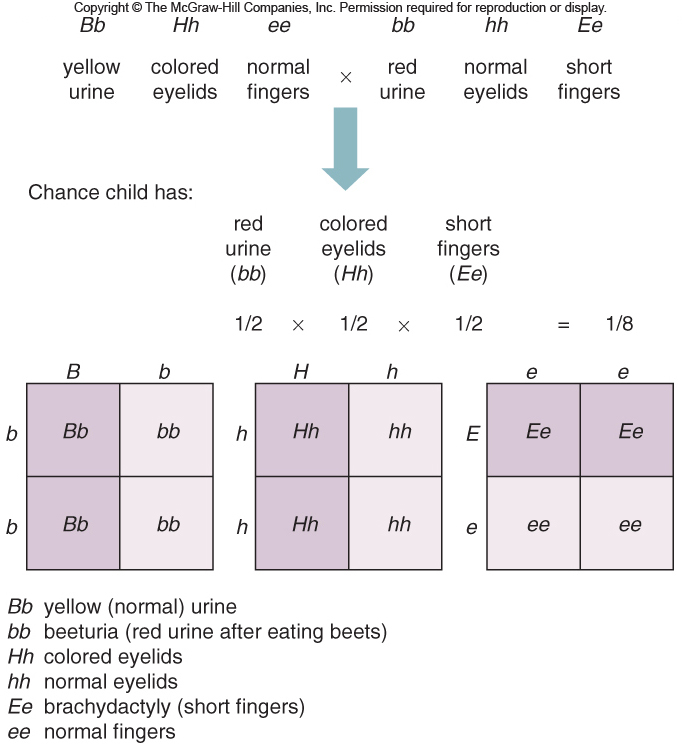 Copyright © The McGraw-Hill Companies, Inc. Permission required for reproduction or display.
Bb Hh ee bb hh Ee
yellow colored normal × red normal short
urine eyelids fingers urine eyelids fingers
Chance child has:
red colored short
urine eyelids fingers
(bb) (Hh) (Ee)
1/2 × 1/2 × 1/2 = 1/8
B b H h e e
b Bb bb h Hh hh E Ee Ee
b Bb bb h Hh hh e ee ee
Bb yellow (normal) urine
bb beeturia (red urine after eating beets)
Hh colored eyelids
hh normal eyelids
Ee brachydactyly (short fingers)
ee normal fingers